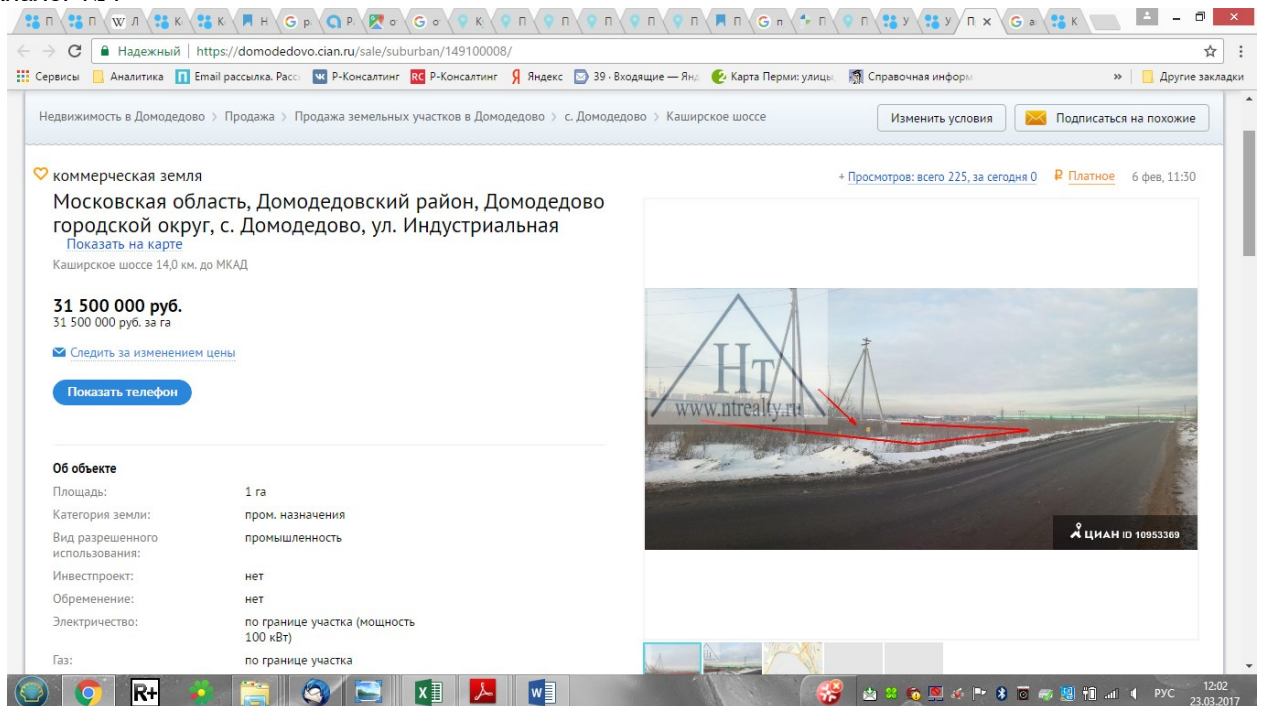 П П W Л К К Н G р Р о G о К П П П П П G п П П У У П × G а К
Надежный | https://domodedovo.cian.ru/sale/suburban/149100008/
Сервисы Аналитика Email рассылка. Расс Р-Консалтинг RC Р-Консалтинг Яндекс 39 · Входящие — Янд Карта Перми: улицы, Справочная информ » Другие закладки
Недвижимость в Домодедово > Продажа > Продажа земельных участков в Домодедово > с. Домодедово > Каширское шоссе
Изменить условия
Подписаться на похожие
коммерческая земля
+ Просмотров: всего 225, за сегодня 0 Платное 6 фев, 11:30
Московская область, Домодедовский район, Домодедово
городской округ, с. Домодедово, ул. Индустриальная
Показать на карте
Каширское шоссе 14,0 км. до МКАД
31 500 000 руб.
31 500 000 руб. за га
Следить за изменением цены
Показать телефон
Об объекте
Площадь: 1 га
Категория земли: пром. назначения
Вид разрешенного использования: промышленность
Инвестпроект: нет
Обременение: нет
Электричество: по границе участка (мощность
100 кВт)
Газ: по границе участка
НТ
www.ntrealty.ru
ЦИАН ID 10953369
R+
РУС
12:02
23.03.2017